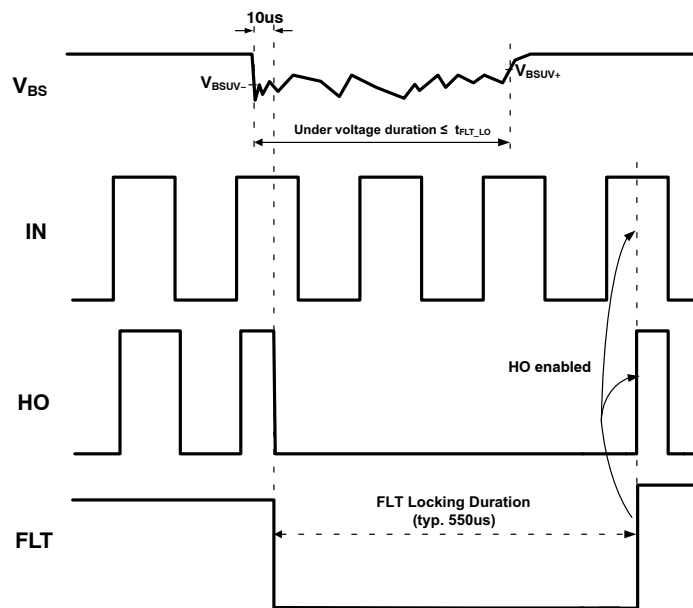 10us
VBS
VBSUV−
VBSUV+
Under voltage duration ≤ tFLT_LO
IN
HO
HO enabled
FLT
FLT Locking Duration
(typ. 550us)